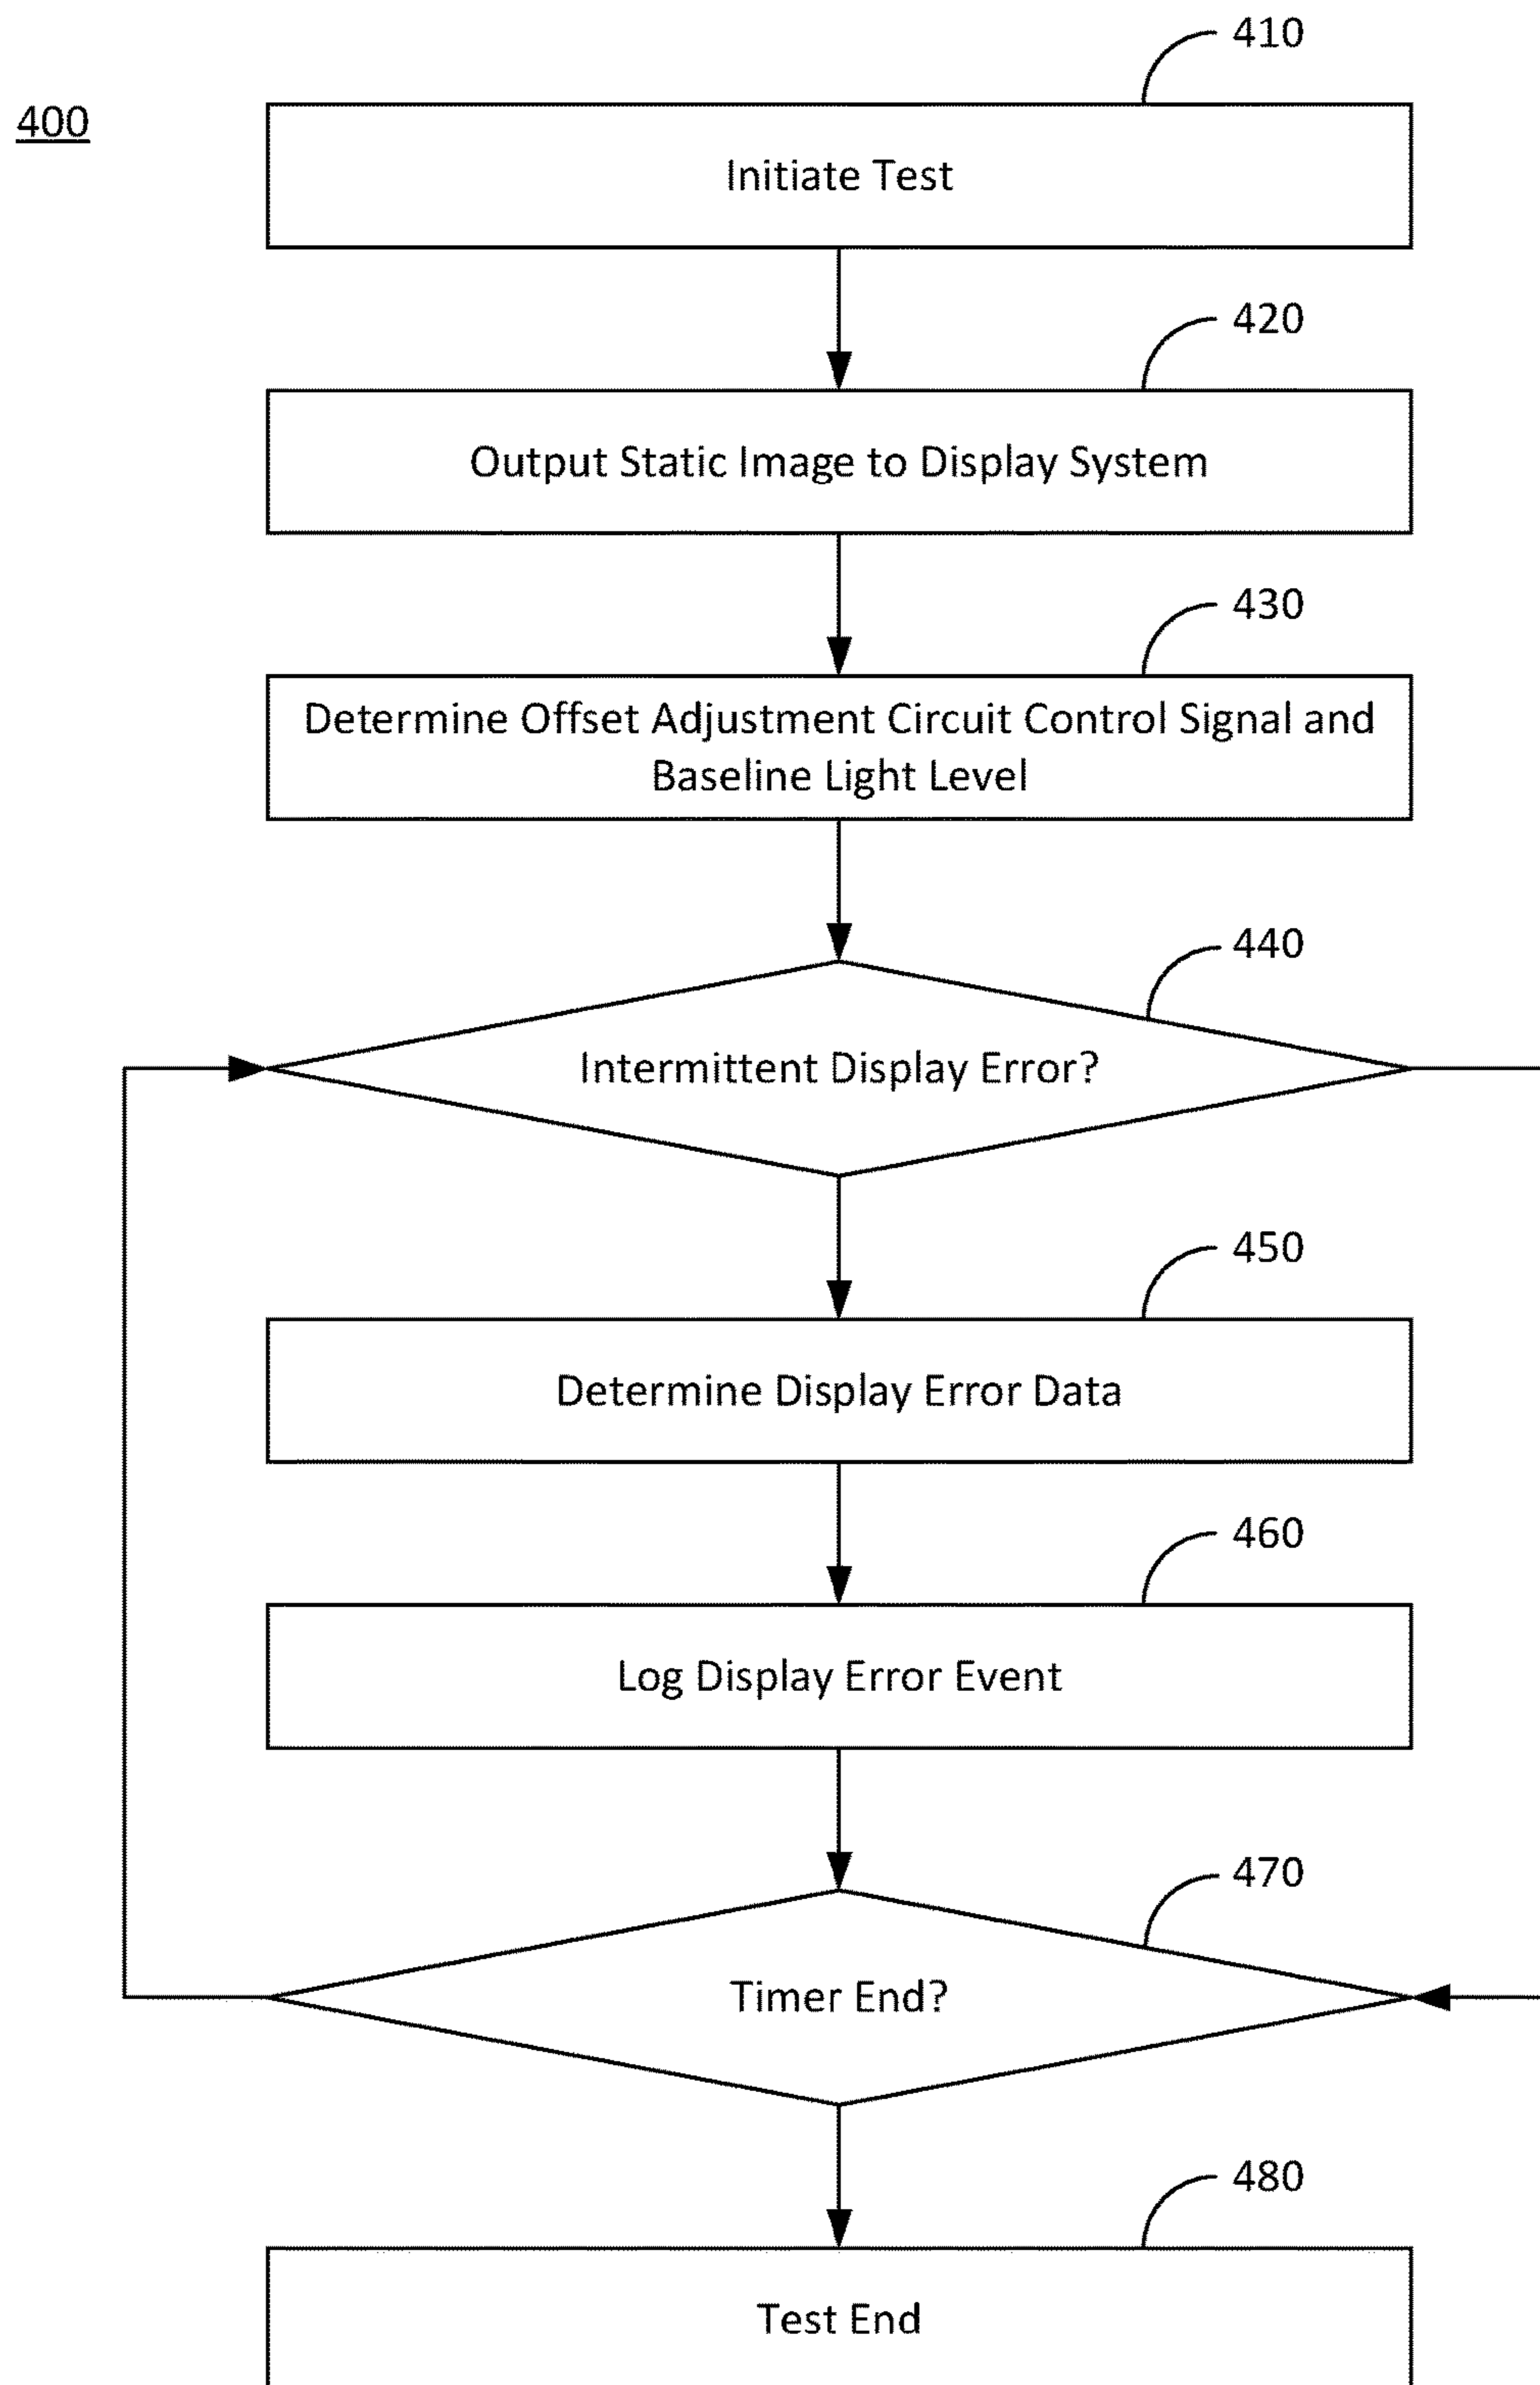 410
400
Initiate Test
420
Output Static Image to Display System
430
Determine Offset Adjustment Circuit Control Signal and
Baseline Light Level
440
Intermittent Display Error?
450
Determine Display Error Data
460
Log Display Error Event
470
Timer End?
480
Test End